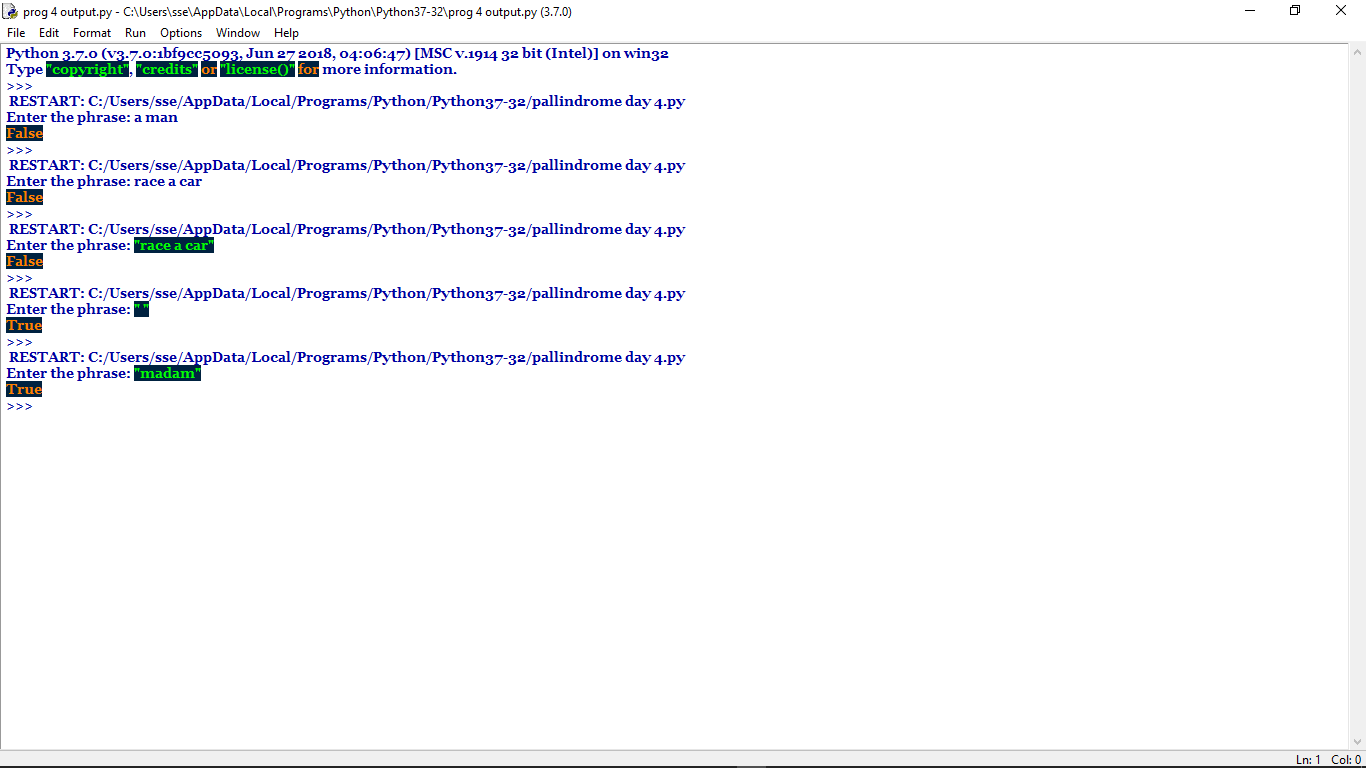 prog 4 output.py - C:\Users\sse\AppData\Local\Programs\Python\Python37-32\prog 4 output.py (3.7.0)
File Edit Format Run Options Window Help
Python 3.7.0 (v3.7.0:1bf9cc5093, Jun 27 2018, 04:06:47) [MSC v.1914 32 bit (Intel)] on win32
Type "copyright", "credits" or "license()" for more information.
>>>
 RESTART: C:/Users/sse/AppData/Local/Programs/Python/Python37-32/pallindrome day 4.py
Enter the phrase: a man
False
>>>
 RESTART: C:/Users/sse/AppData/Local/Programs/Python/Python37-32/pallindrome day 4.py
Enter the phrase: race a car
False
>>>
 RESTART: C:/Users/sse/AppData/Local/Programs/Python/Python37-32/pallindrome day 4.py
Enter the phrase: "race a car"
False
>>>
 RESTART: C:/Users/sse/AppData/Local/Programs/Python/Python37-32/pallindrome day 4.py
Enter the phrase: " "
True
>>>
 RESTART: C:/Users/sse/AppData/Local/Programs/Python/Python37-32/pallindrome day 4.py
Enter the phrase: "madam"
True
>>>
Ln: 1 Col: 0